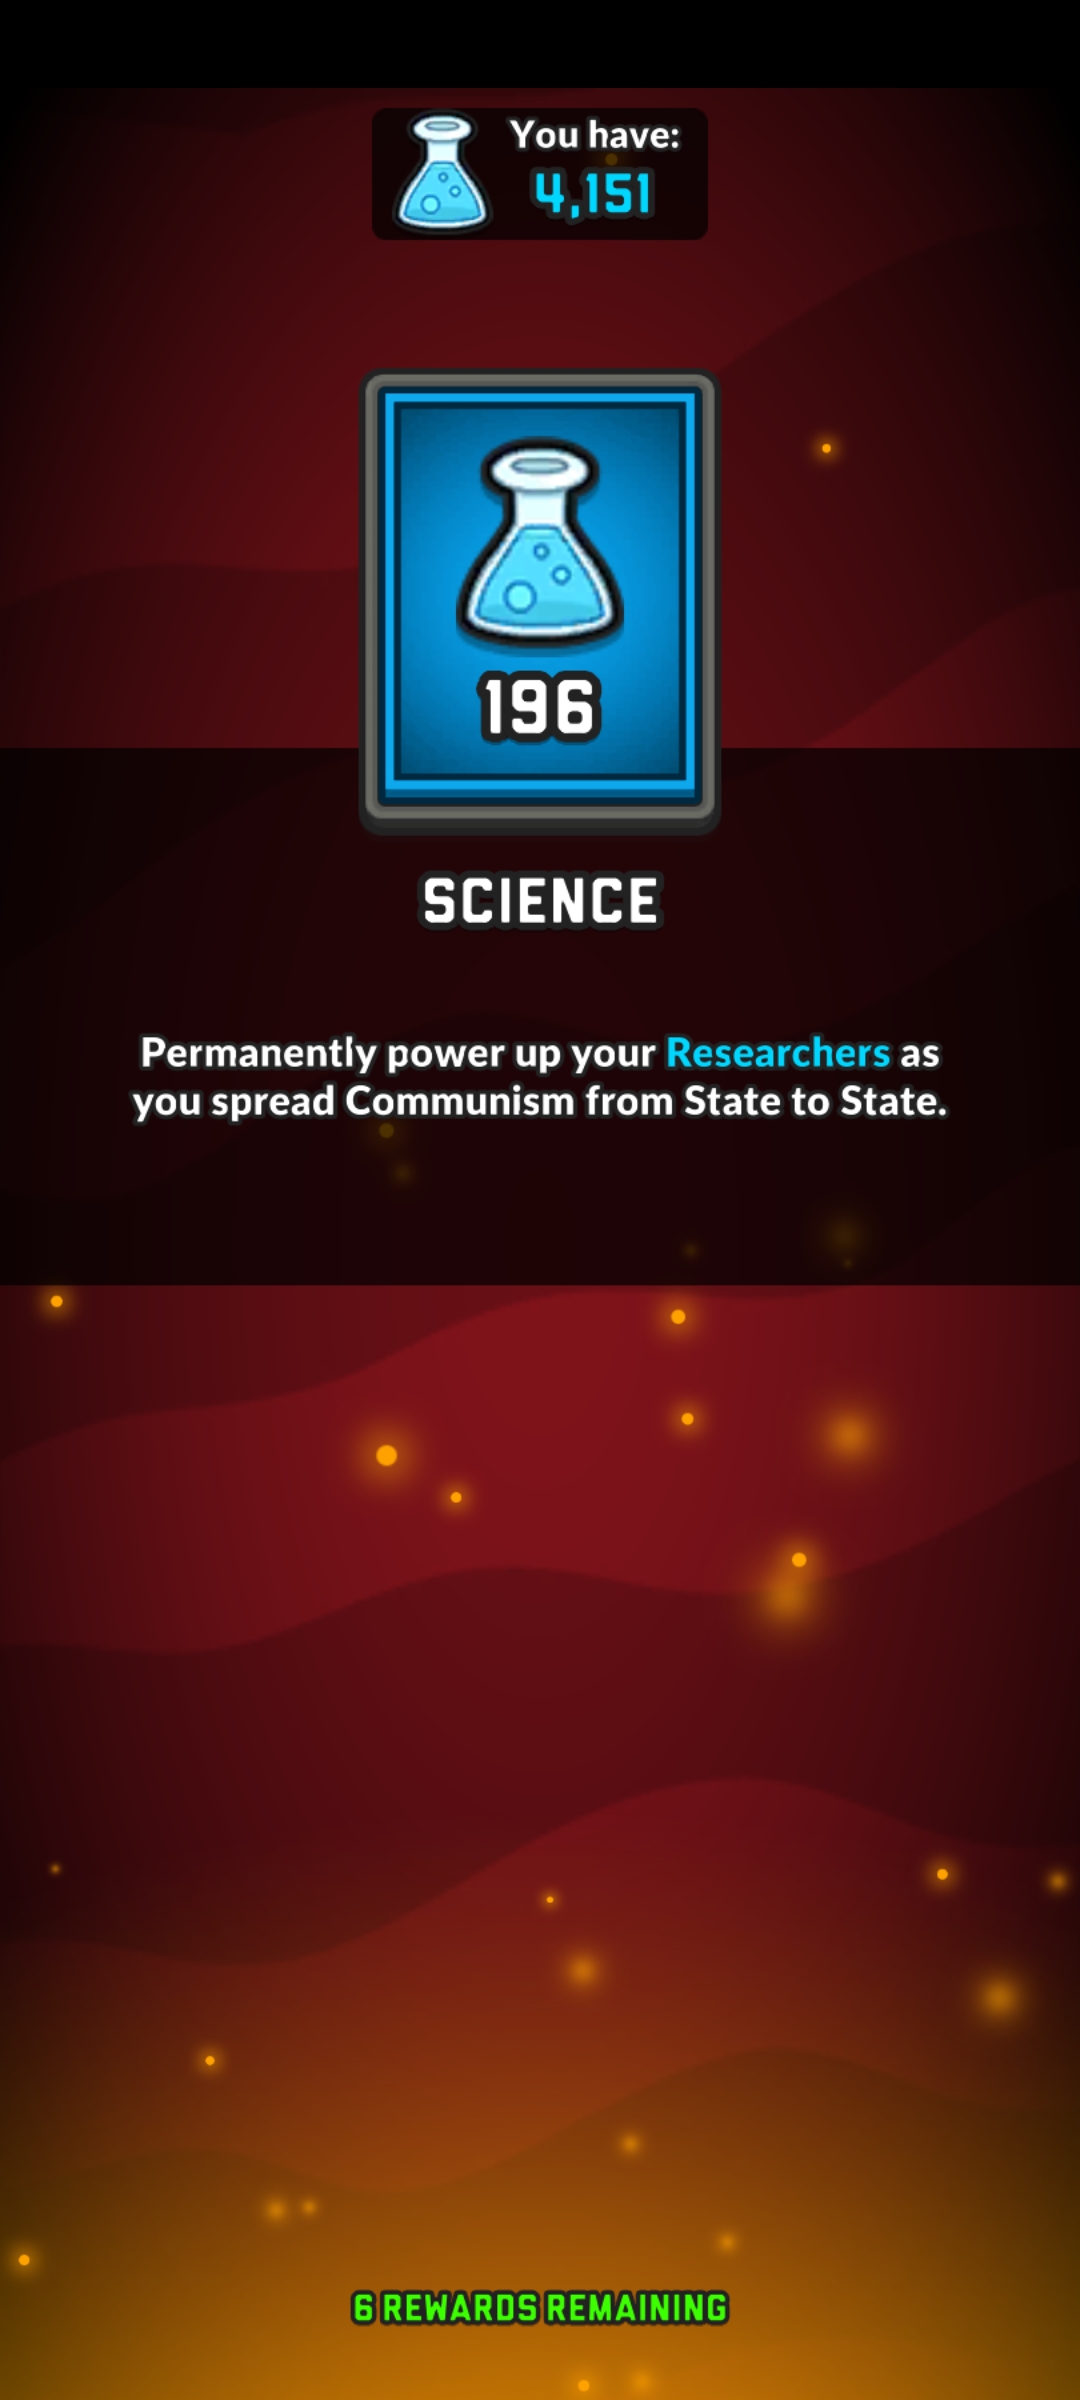 You have:
4,151
196
SCIENCE
Permanently power up your Researchers as
you spread Communism from State to State.
6 REWARDS REMAINING